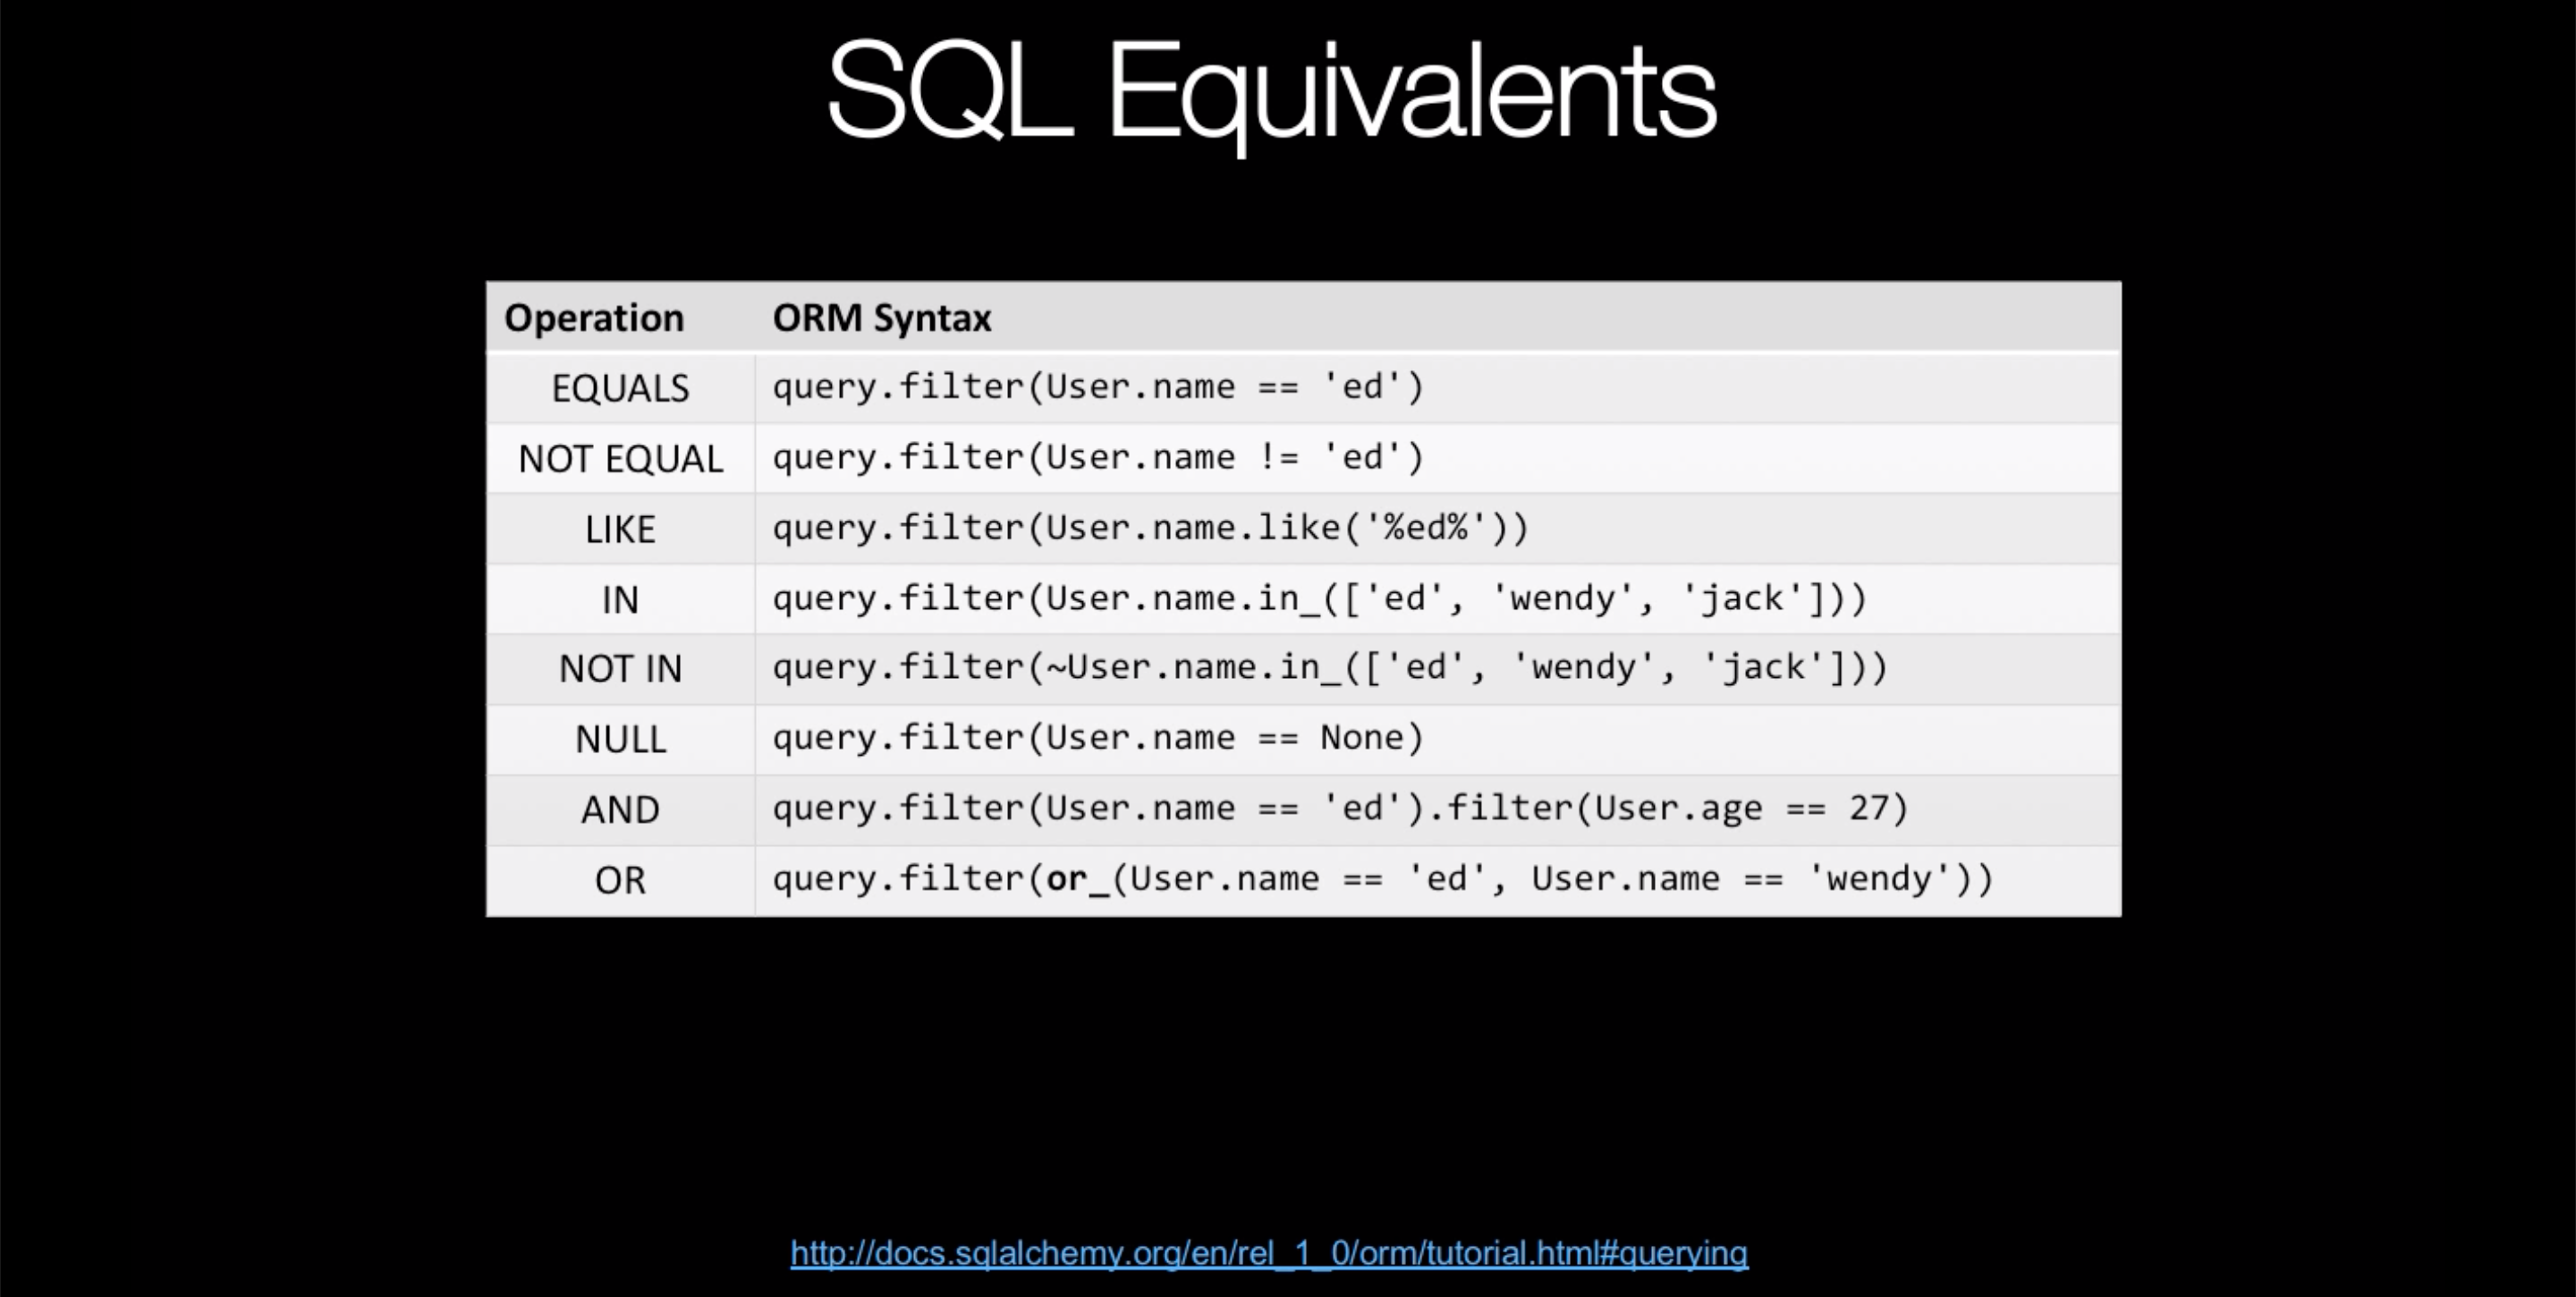 SQL Equivalents
Operation ORM Syntax
EQUALS query.filter(User.name == 'ed')
NOT EQUAL query.filter(User.name != 'ed')
LIKE query.filter(User.name.like('%ed%'))
IN query.filter(User.name.in_(['ed', 'wendy', 'jack']))
NOT IN query.filter(~User.name.in_(['ed', 'wendy', 'jack']))
NULL query.filter(User.name == None)
AND query.filter(User.name == 'ed').filter(User.age == 27)
OR query.filter(or_(User.name == 'ed', User.name == 'wendy'))
http://docs.sqlalchemy.org/en/rel_1_0/orm/tutorial.html#querying